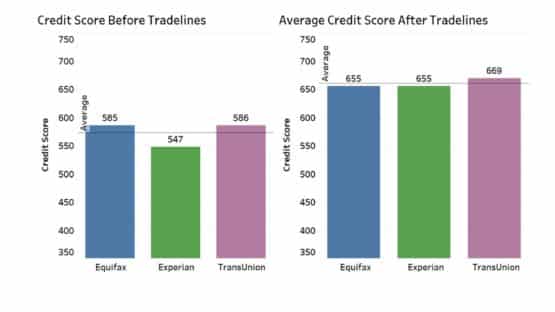 Credit Score Before Tradelines
750
700
650
600
550
500
450
400
350
Credit Score
Average
585
547
586
Equifax
Experian
TransUnion
Average Credit Score After Tradelines
750
700
650
600
550
500
450
400
350
Credit Score
Average
655
655
669
Equifax
Experian
TransUnion